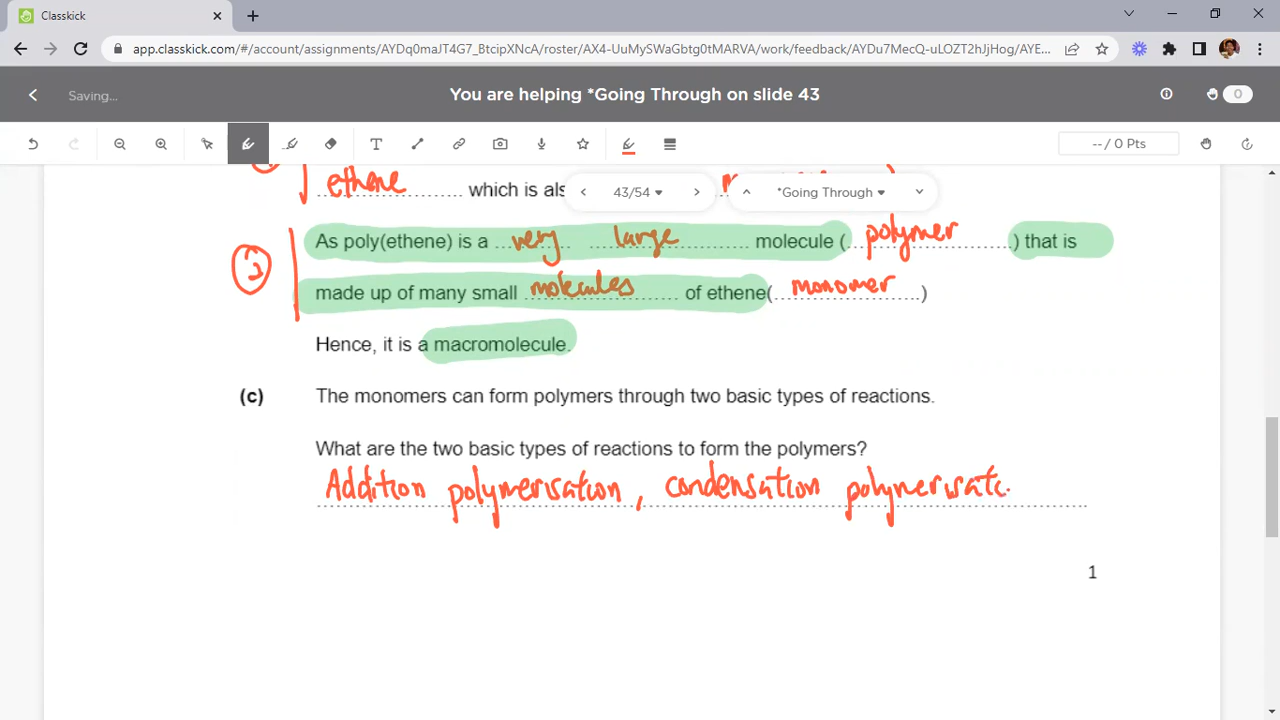 Classkick
app.classkick.com/#/account/assignments/AYDq0maJT4G7_BtcipXNCA/roster/AX4-UuMySWaGbtg0tMARVA/work/feedback/AYDu7MecQ-uLOZT2hJjHog/AYE...
Saving...
You are helping *Going Through on slide 43
0
T
-- / 0 Pts
43/54
*Going Through
ethene which is als
As poly(ethene) is a very large molecule ( polymer ) that is
2
made up of many small molecules of ethene( monomer )
Hence, it is a macromolecule.
(c) The monomers can form polymers through two basic types of reactions.
What are the two basic types of reactions to form the polymers?
Addition polymerisation, condensation polymerisatc
1